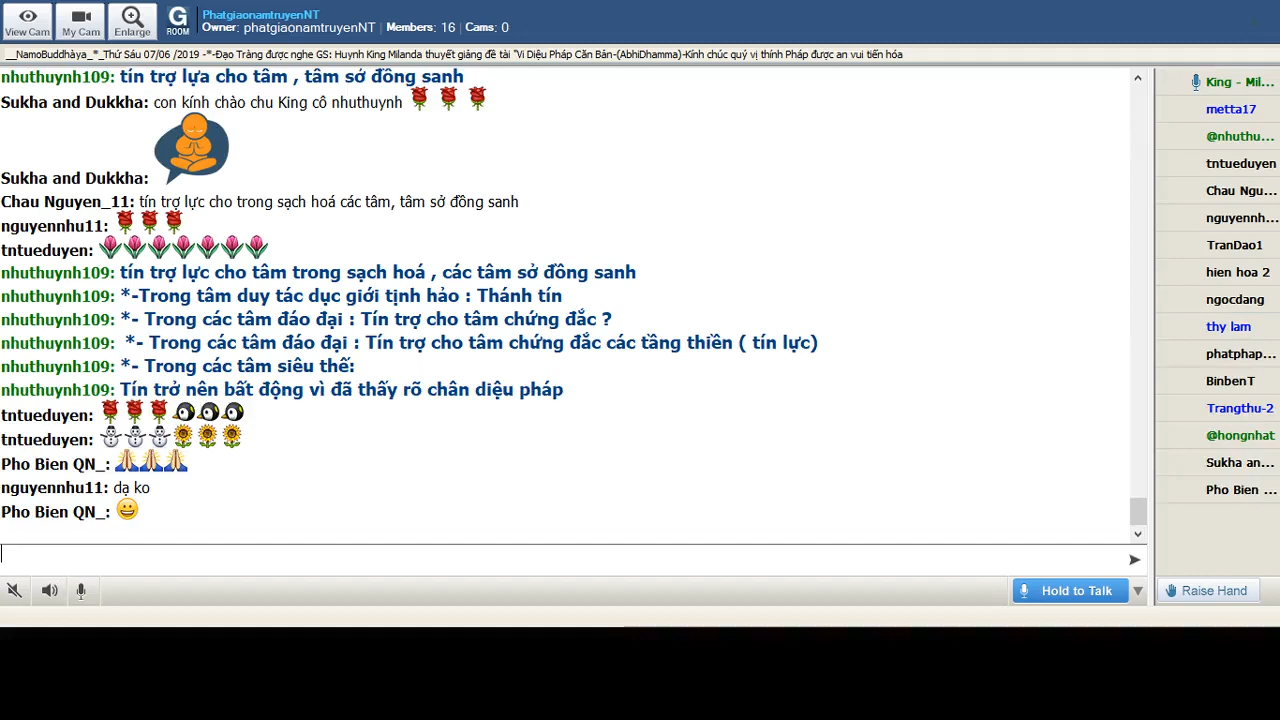 View Cam
My Cam
Enlarge
G
ROOM
PhatgiaonamtruyenNT
Owner: phatgiaonamtruyenNT | Members: 16 | Cams: 0
__NamoBuddhàya_*_Thứ Sáu 07/06 /2019 -*-Đạo Tràng được nghe GS: Huynh King Milanda thuyết giảng đề tài "Vi Diệu Pháp Căn Bản-(AbhiDhamma)-Kính chúc quý vị thính Pháp được an vui tiến hóa
nhuthuynh109: tín trợ lựa cho tâm , tâm sở đồng sanh
Sukha and Dukkha: con kính chào chu King cô nhuthuynh
Sukha and Dukkha:
Chau Nguyen_11: tín trợ lực cho trong sạch hoá các tâm, tâm sở đồng sanh
nguyennhu11:
tntueduyen:
nhuthuynh109: tín trợ lực cho tâm trong sạch hoá , các tâm sở đồng sanh
nhuthuynh109: *-Trong tâm duy tác dục giới tịnh hảo : Thánh tín
nhuthuynh109: *- Trong các tâm đáo đại : Tín trợ cho tâm chứng đắc ?
nhuthuynh109: *- Trong các tâm đáo đại : Tín trợ cho tâm chứng đắc các tầng thiền ( tín lực)
nhuthuynh109: *- Trong các tâm siêu thế:
nhuthuynh109: Tín trở nên bất động vì đã thấy rõ chân diệu pháp
tntueduyen:
tntueduyen:
Pho Bien QN_:
nguyennhu11: dạ ko
Pho Bien QN_:
King - Mil...
metta17
@nhuthu...
tntueduyen
Chau Ngu...
nguyennh...
TranDao1
hien hoa 2
ngocdang
thy lam
phatphap...
BinbenT
Trangthu-2
@hongnhat
Sukha an...
Pho Bien ...
Hold to Talk
Raise Hand